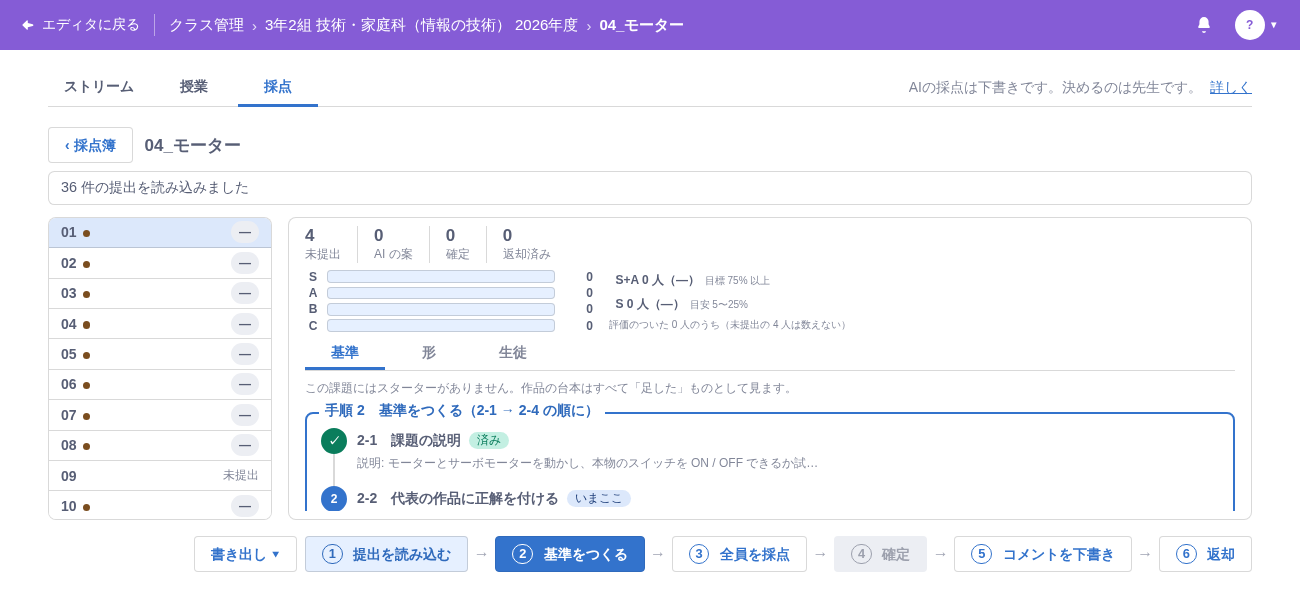 エディタに戻る
クラス管理 › 3年2組 技術・家庭科（情報の技術） 2026年度 › 04_モーター
?
ストリーム 授業 採点
AIの採点は下書きです。決めるのは先生です。 詳しく
‹ 採点簿 04_モーター
36 件の提出を読み込みました
01 —
02 —
03 —
04 —
05 —
06 —
07 —
08 —
09 未提出
10 —
4 0 0 0
未提出 AI の案 確定 返却済み
S 0
A 0
B 0
C 0
S+A 0 人（—） 目標 75% 以上
S 0 人（—） 目安 5〜25%
評価のついた 0 人のうち（未提出の 4 人は数えない）
基準 形 生徒
この課題にはスターターがありません。作品の台本はすべて「足した」ものとして見ます。
手順 2 基準をつくる（2-1 → 2-4 の順に）
✓ 2-1 課題の説明 済み
説明: モーターとサーボモーターを動かし、本物のスイッチを ON / OFF できるか試…
2 2-2 代表の作品に正解を付ける いまここ
書き出し ▾ 1 提出を読み込む → 2 基準をつくる → 3 全員を採点 → 4 確定 → 5 コメントを下書き → 6 返却